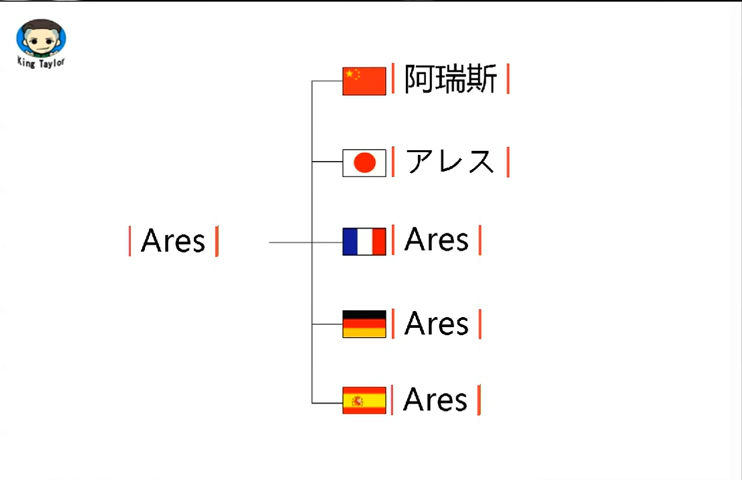 King Taylor
阿瑞斯
アレス
Ares
Ares
Ares
Ares